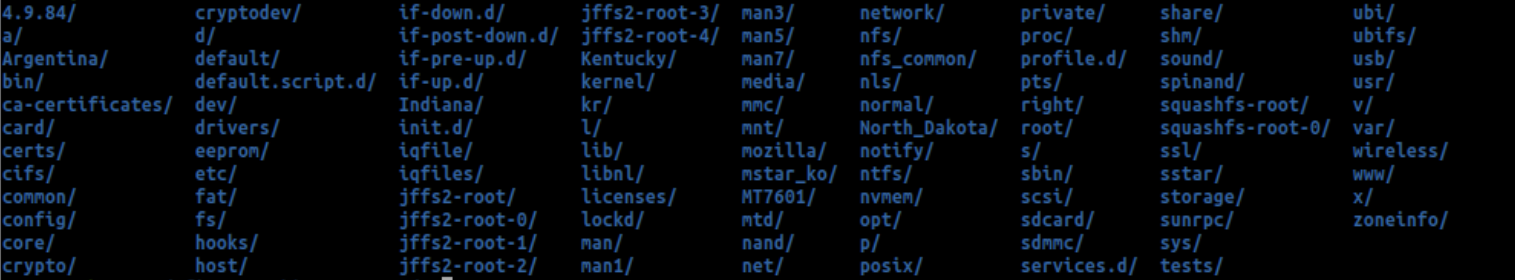 4.9.84/ cryptodev/ if-down.d/ jffs2-root-3/ man3/ network/ private/ share/ ubi/
a/ d/ if-post-down.d/ jffs2-root-4/ man5/ nfs/ proc/ shm/ ubifs/
Argentina/ default/ if-pre-up.d/ Kentucky/ man7/ nfs_common/ profile.d/ sound/ usb/
bin/ default.script.d/ if-up.d/ kernel/ media/ nls/ pts/ spinand/ usr/
ca-certificates/ dev/ Indiana/ kr/ mmc/ normal/ right/ squashfs-root/ v/
card/ drivers/ init.d/ l/ mnt/ North_Dakota/ root/ squashfs-root-0/ var/
certs/ eeprom/ iqfile/ lib/ mozilla/ notify/ s/ ssl/ wireless/
cifs/ etc/ iqfiles/ libnl/ mstar_ko/ ntfs/ sbin/ sstar/ www/
common/ fat/ jffs2-root/ licenses/ MT7601/ nvmem/ scsi/ storage/ x/
config/ fs/ jffs2-root-0/ lockd/ mtd/ opt/ sdcard/ sunrpc/ zoneinfo/
core/ hooks/ jffs2-root-1/ man/ nand/ p/ sdmmc/ sys/
crypto/ host/ jffs2-root-2/ man1/ net/ posix/ services.d/ tests/